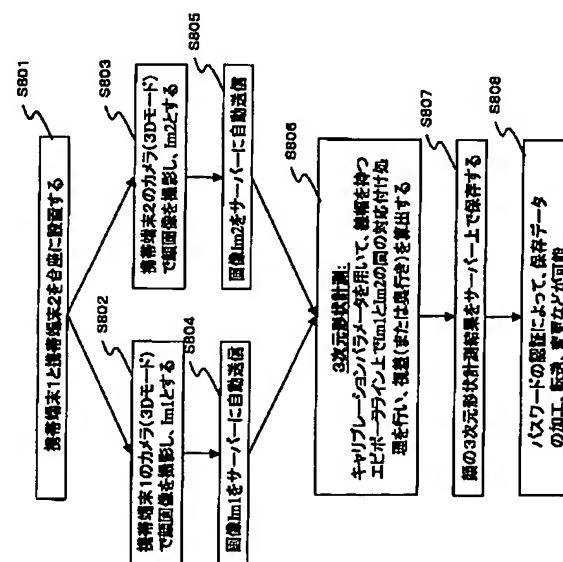 S801
携帯端末1と携帯端末2を台座に設置する
S802
携帯端末1のカメラ(3Dモード)
で顔画像を撮影し、Im1とする
S803
携帯端末2のカメラ(3Dモード)
で顔画像を撮影し、Im2とする
S804
画像Im1をサーバーに自動送信
S805
画像Im2をサーバーに自動送信
S806
3次元形状計測:
キャリブレーションパラメータを用いて、線幅を持つ
エピポーラライン上でIm1とIm2の間の対応付け処
理を行い、視差(または奥行き)を算出する
S807
顔の3次元形状計測結果をサーバー上で保存する
S808
パスワードの認証によって、保存データ
の加工、転送、変更などが可能